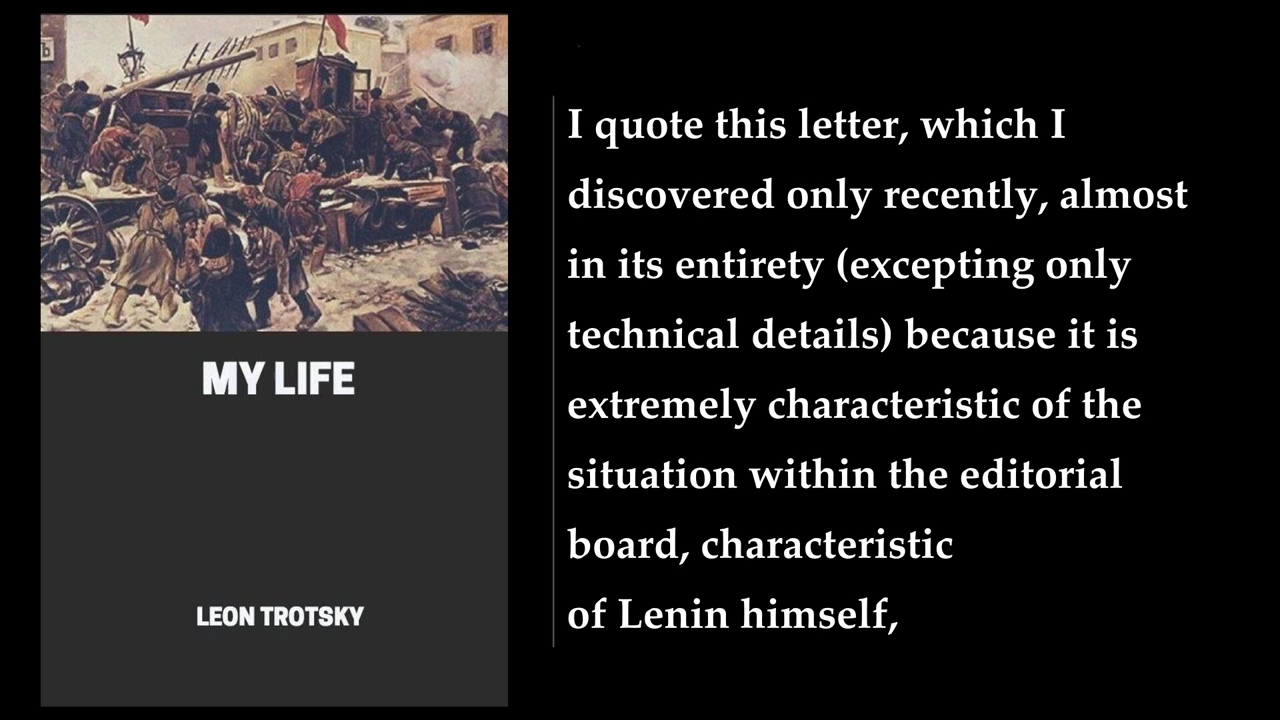 MY LIFE
LEON TROTSKY
I quote this letter, which I
discovered only recently, almost
in its entirety (excepting only
technical details) because it is
extremely characteristic of the
situation within the editorial
board, characteristic
of Lenin himself,